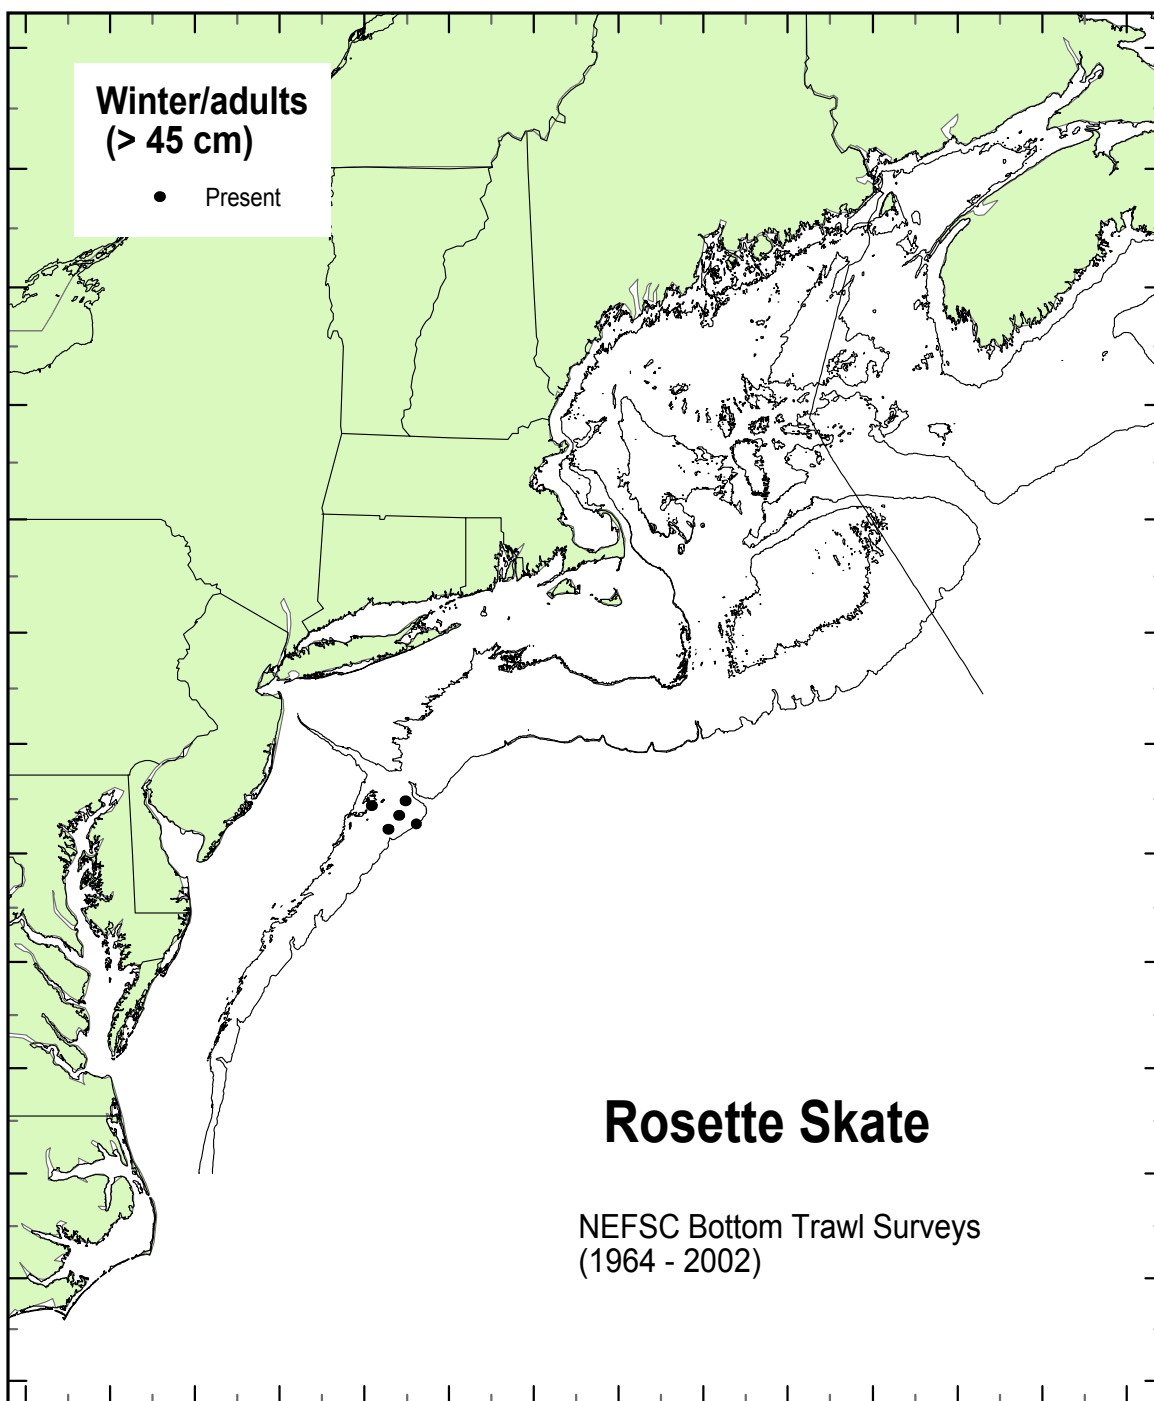 Winter/adults
(> 45 cm)
Present
Rosette Skate
NEFSC Bottom Trawl Surveys
(1964 - 2002)